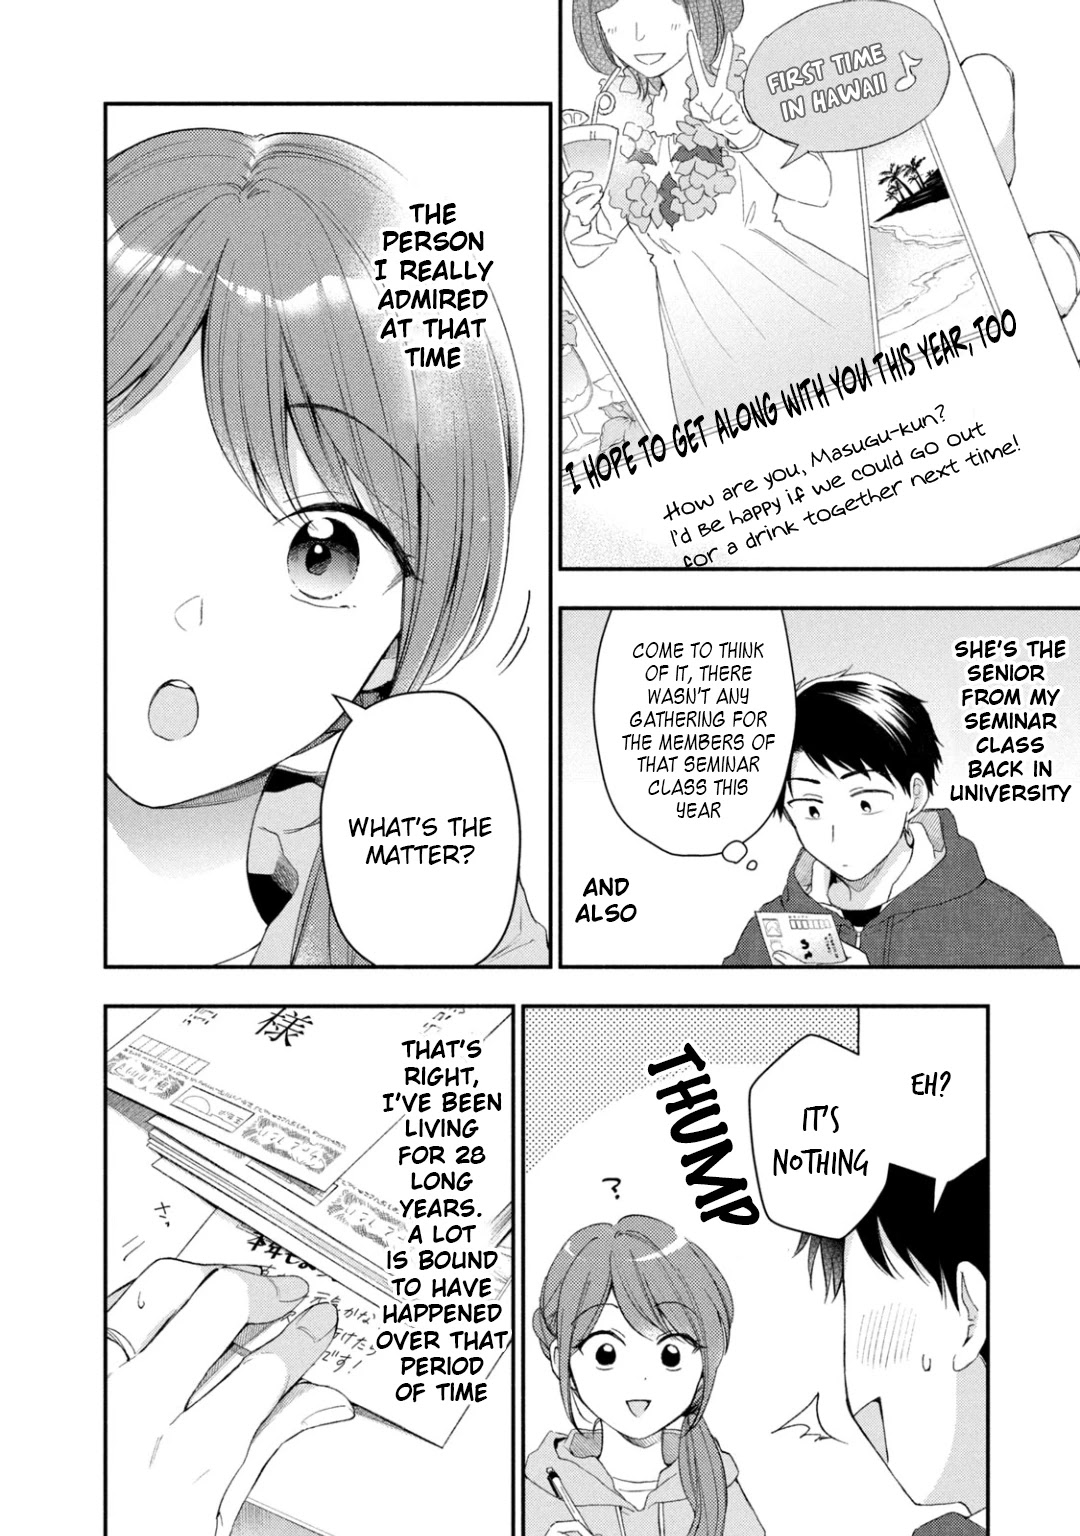 FIRST TIME
IN HAWAII ♪
I HOPE TO GET ALONG WITH YOU THIS YEAR, TOO
How are you, Masugu-kun?
I'd be happy if we could go out
for a drink together next time!
THE
PERSON
I REALLY
ADMIRED
AT THAT
TIME
WHAT'S THE
MATTER?
SHE'S THE
SENIOR
FROM MY
SEMINAR
CLASS
BACK IN
UNIVERSITY
COME TO THINK
OF IT, THERE
WASN'T ANY
GATHERING FOR
THE MEMBERS OF
THAT SEMINAR
CLASS THIS
YEAR
AND
ALSO
EH?
IT'S
NOTHING
THUMP
?
様
THAT'S
RIGHT,
I'VE BEEN
LIVING
FOR 28
LONG
YEARS.
A LOT
IS BOUND
TO HAVE
HAPPENED
OVER THAT
PERIOD
OF TIME